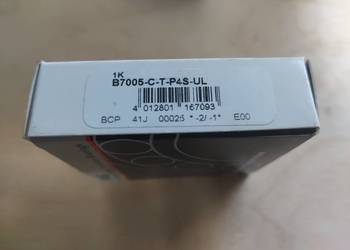 1K
B7005-C-T-P4S-UL
4 012801 167093
BCP 41J 00025 * -2/ -1* E00